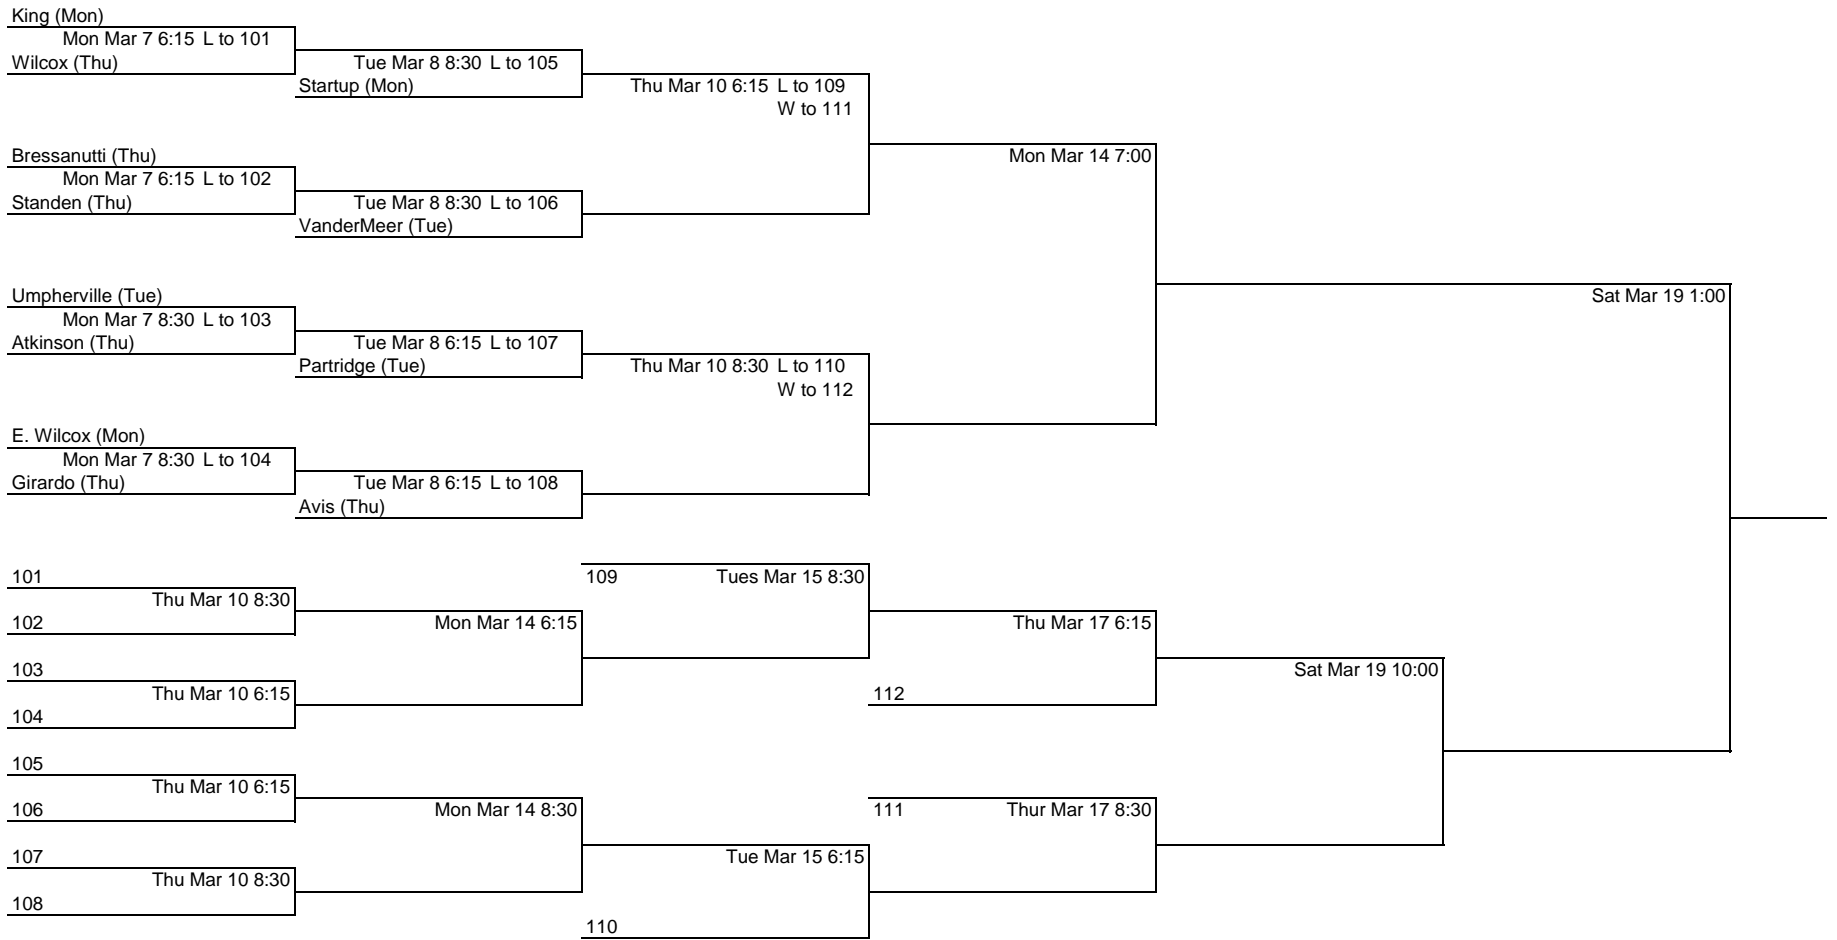 King (Mon)
Mon Mar 7 6:15 L to 101
Wilcox (Thu)
Tue Mar 8 8:30 L to 105
Startup (Mon)
Thu Mar 10 6:15 L to 109
W to 111
Bressanutti (Thu)
Mon Mar 7 6:15 L to 102
Standen (Thu)
Tue Mar 8 8:30 L to 106
VanderMeer (Tue)
Mon Mar 14 7:00
Umpherville (Tue)
Mon Mar 7 8:30 L to 103
Atkinson (Thu)
Tue Mar 8 6:15 L to 107
Partridge (Tue)
Thu Mar 10 8:30 L to 110
W to 112
E. Wilcox (Mon)
Mon Mar 7 8:30 L to 104
Girardo (Thu)
Tue Mar 8 6:15 L to 108
Avis (Thu)
Sat Mar 19 1:00
101
Thu Mar 10 8:30
102
Mon Mar 14 6:15
103
Thu Mar 10 6:15
104
109 Tues Mar 15 8:30
Thu Mar 17 6:15
112
Sat Mar 19 10:00
105
Thu Mar 10 6:15
106
Mon Mar 14 8:30
107
Thu Mar 10 8:30
108
111 Thur Mar 17 8:30
Tue Mar 15 6:15
110